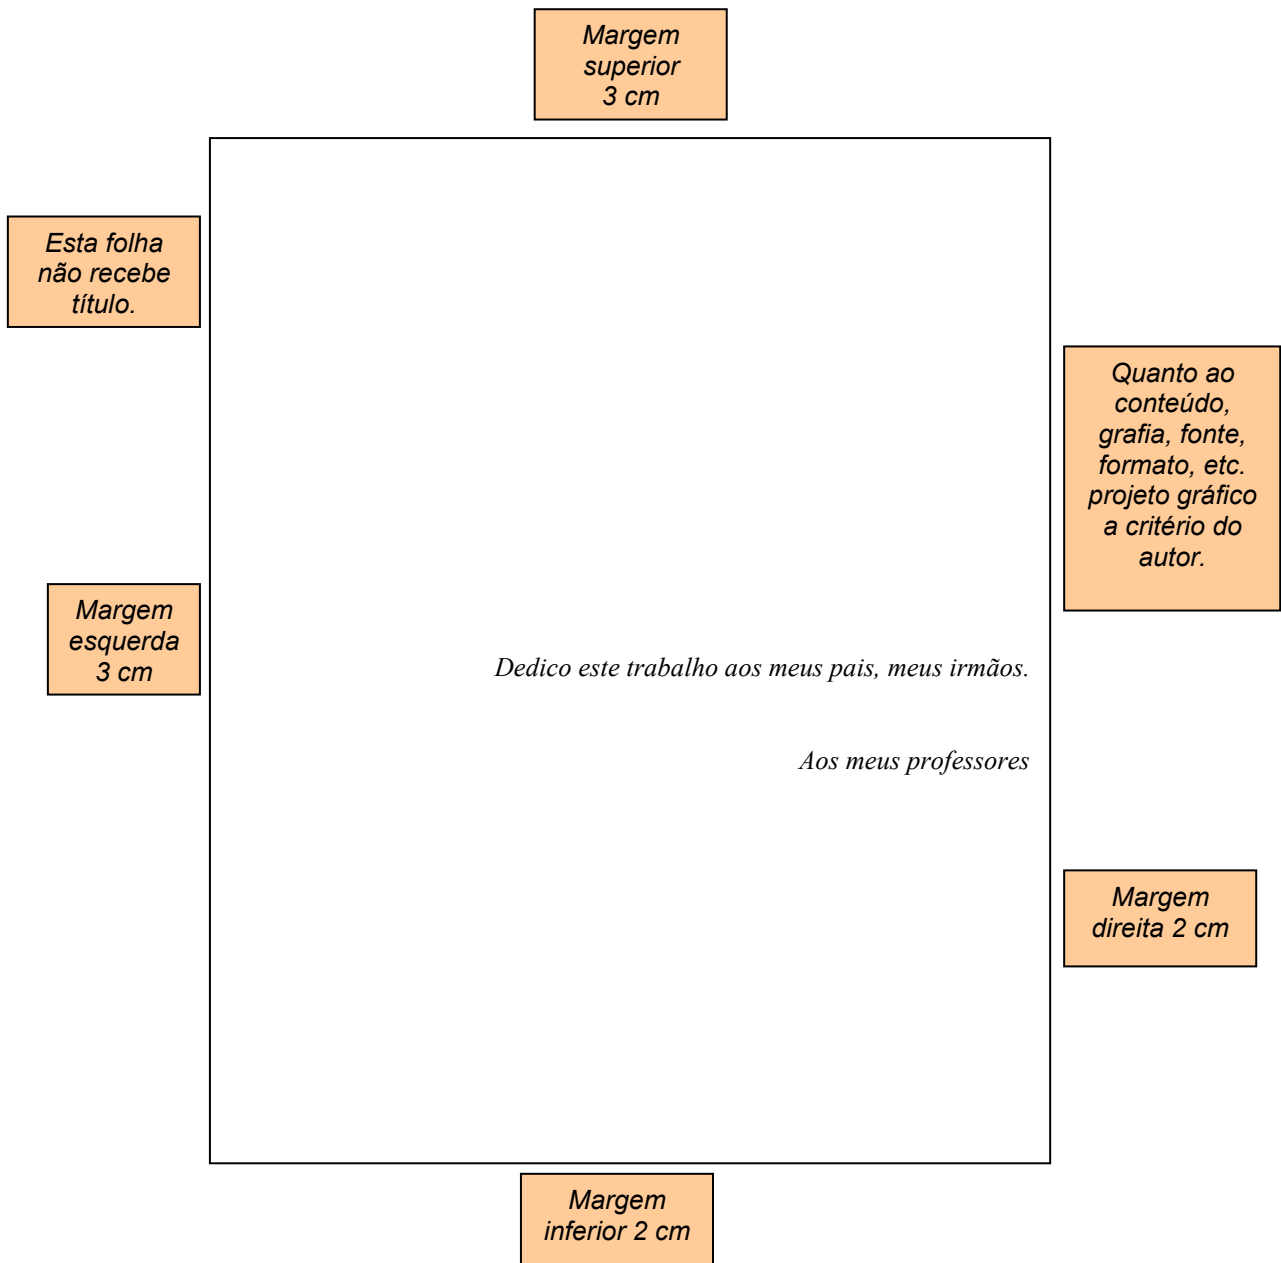 Margem
superior
3 cm
Esta folha
não recebe
título.
Quanto ao
conteúdo,
grafia, fonte,
formato, etc.
projeto gráfico
a critério do
autor.
Margem
esquerda
3 cm
Dedico este trabalho aos meus pais, meus irmãos.
Aos meus professores
Margem
direita 2 cm
Margem
inferior 2 cm